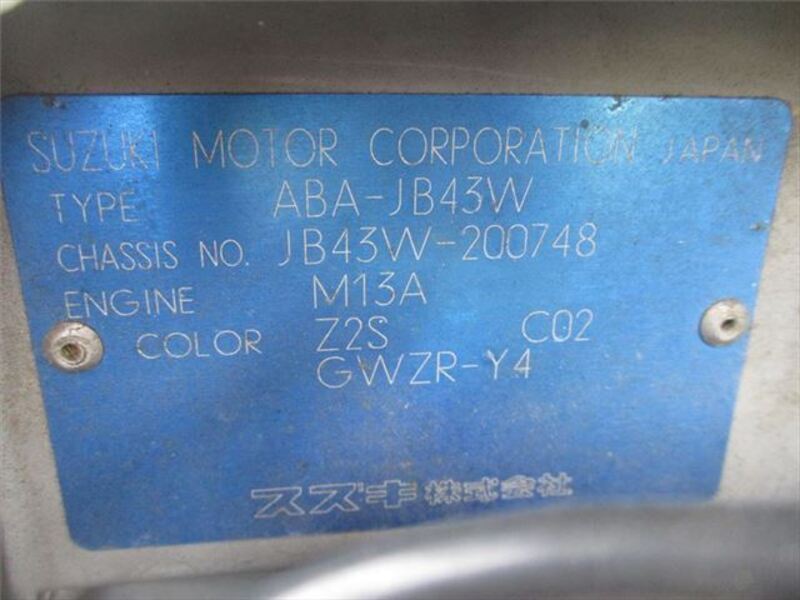 SUZUKI MOTOR CORPORATION JAPAN
TYPE ABA-JB43W
CHASSIS NO. JB43W-200748
ENGINE M13A
COLOR Z2S C02
GWZR-Y4
スズキ株式会社